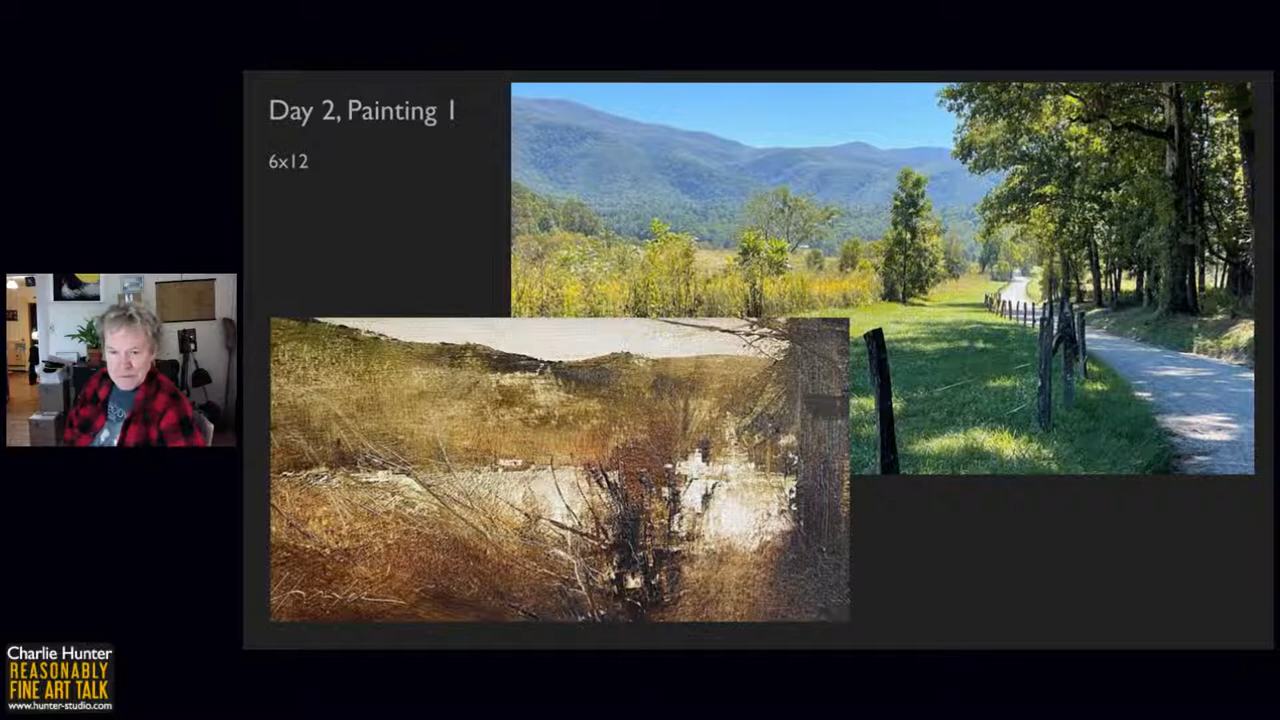 Day 2, Painting 1
6x12
Charlie Hunter
REASONABLY
FINE ART TALK
www.hunter-studio.com